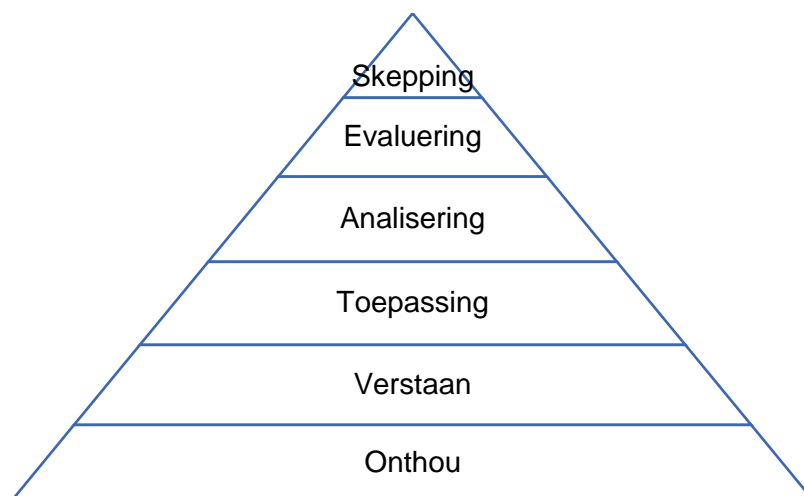 Skepping
Evaluering
Analisering
Toepassing
Verstaan
Onthou